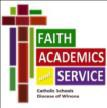 FAITH
ACADEMICS
and
SERVICE
Catholic Schools
Diocese of Winona